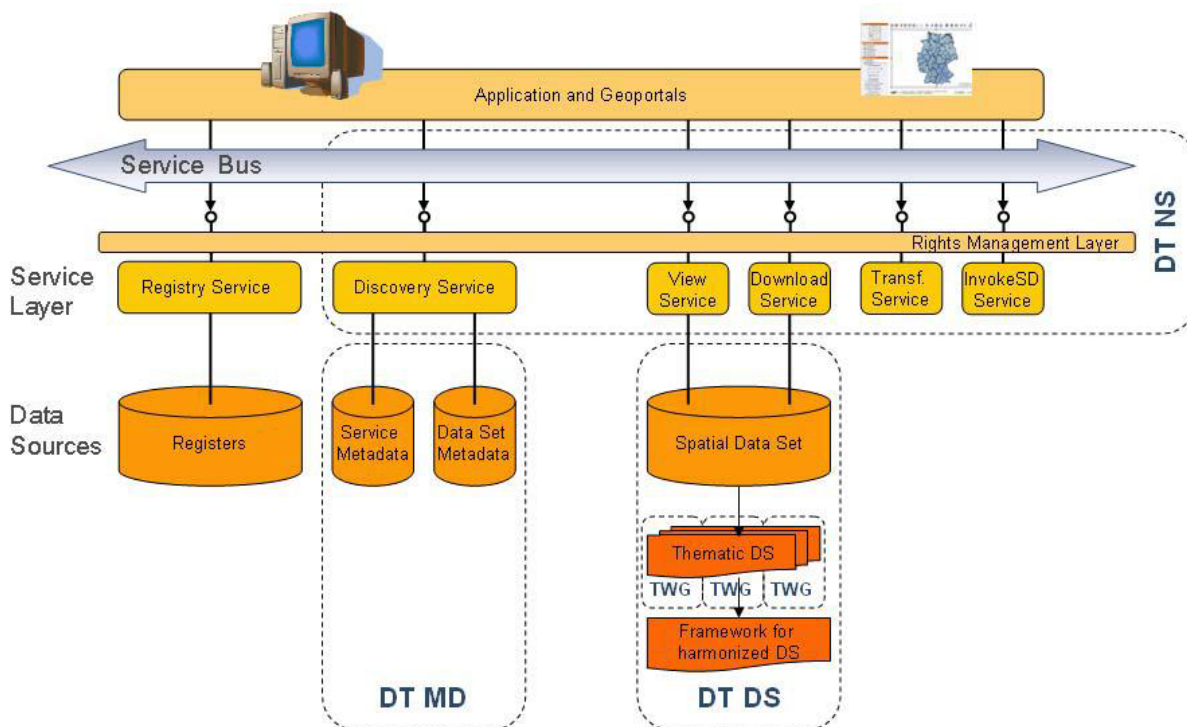 Application and Geoportals
Service Bus
DT NS
Rights Management Layer
Service
Layer
Registry Service
Discovery Service
View
Service
Download
Service
Transf.
Service
InvokeSD
Service
Data
Sources
Registers
Service
Metadata
Data Set
Metadata
Spatial Data Set
Thematic DS
TWG
TWG
TWG
Framework for
harmonized DS
DT MD
DT DS